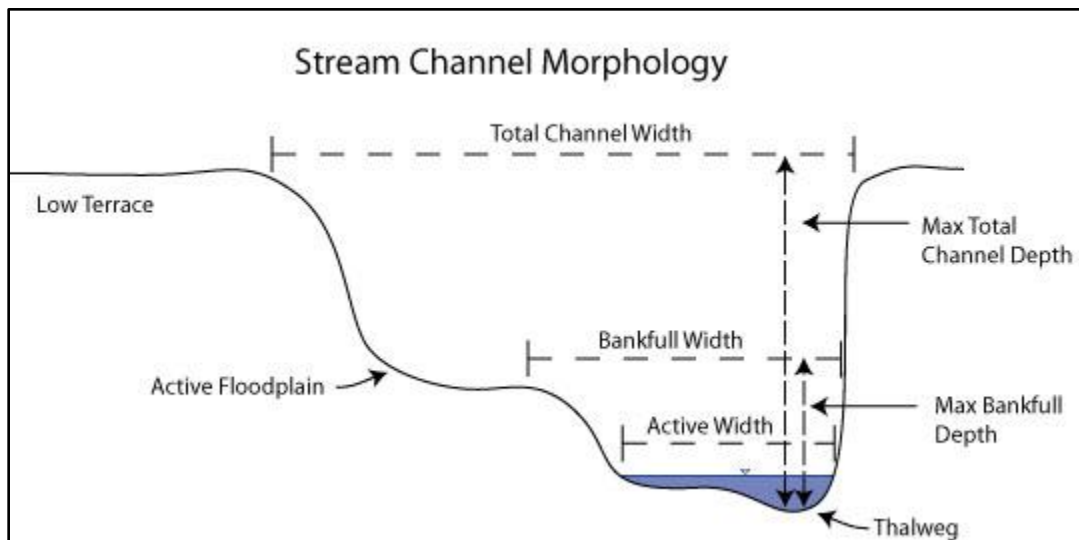 Stream Channel Morphology
Total Channel Width
Low Terrace
Max Total
Channel Depth
Bankfull Width
Active Floodplain
Max Bankfull
Depth
Active Width
Thalweg